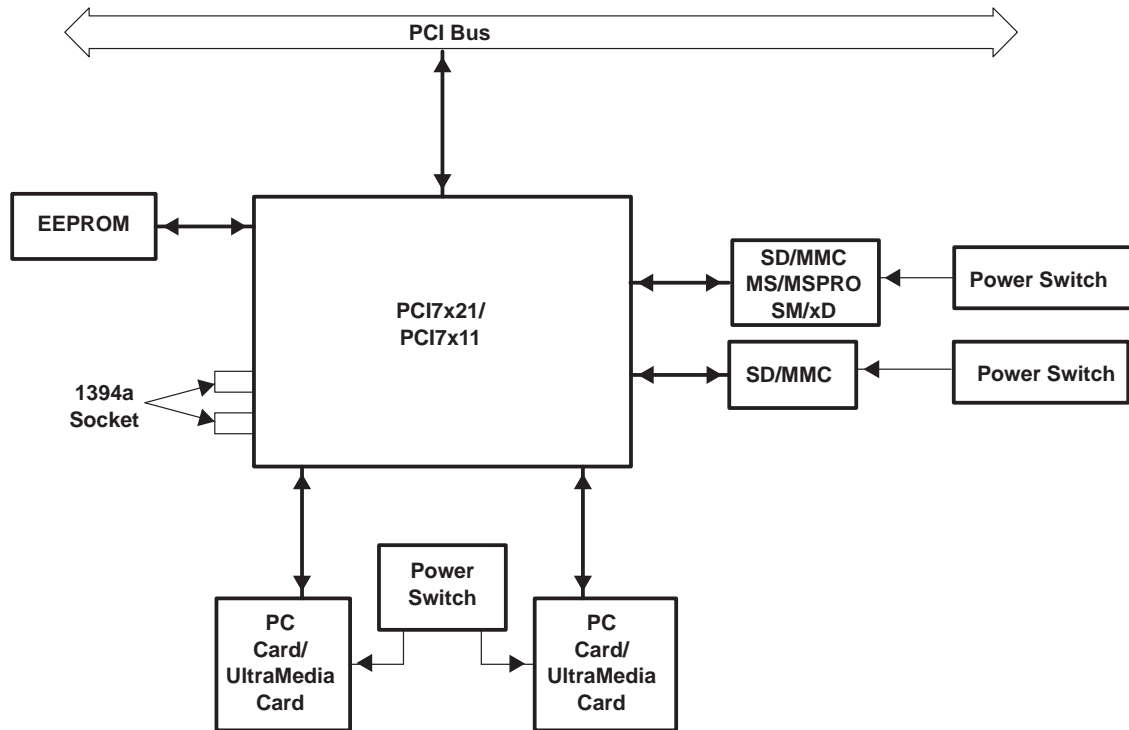 PCI Bus
EEPROM
PCI7x21/
PCI7x11
SD/MMC
MS/MSPRO
SM/xD
Power Switch
SD/MMC
Power Switch
1394a
Socket
Power
Switch
PC
Card/
UltraMedia
Card
PC
Card/
UltraMedia
Card